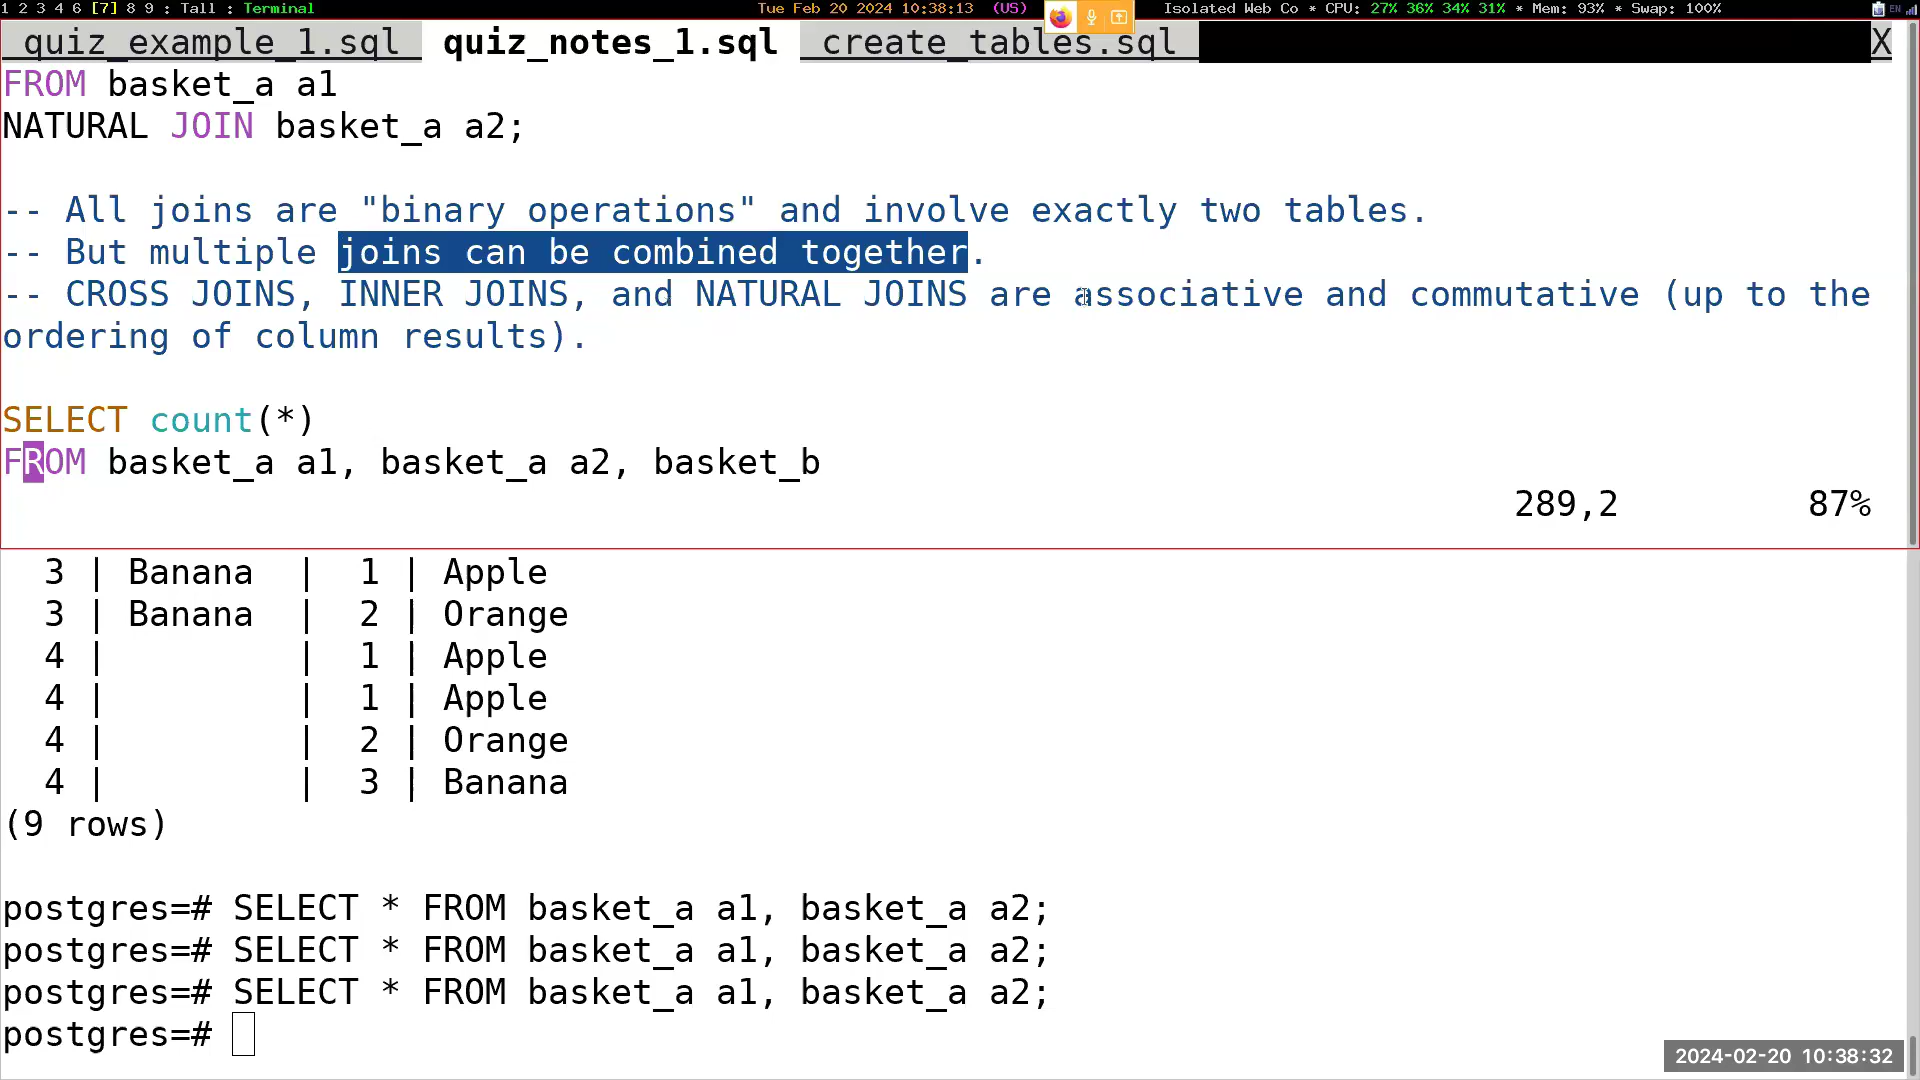 1 2 3 4 6 [7] 8 9 : Tall : Terminal Tue Feb 20 2024 10:38:13 (US) Isolated Web Co * CPU: 27% 36% 34% 31% * Mem: 93% * Swap: 100% EN
quiz_example_1.sql quiz_notes_1.sql create_tables.sql X
FROM basket_a a1
NATURAL JOIN basket_a a2;
-- All joins are "binary operations" and involve exactly two tables.
-- But multiple joins can be combined together.
-- CROSS JOINS, INNER JOINS, and NATURAL JOINS are associative and commutative (up to the
ordering of column results).
SELECT count(*)
FROM basket_a a1, basket_a a2, basket_b
289,2 87%
3 | Banana | 1 | Apple
3 | Banana | 2 | Orange
4 | | 1 | Apple
4 | | 1 | Apple
4 | | 2 | Orange
4 | | 3 | Banana
(9 rows)
postgres=# SELECT * FROM basket_a a1, basket_a a2;
postgres=# SELECT * FROM basket_a a1, basket_a a2;
postgres=# SELECT * FROM basket_a a1, basket_a a2;
postgres=#
2024-02-20 10:38:32